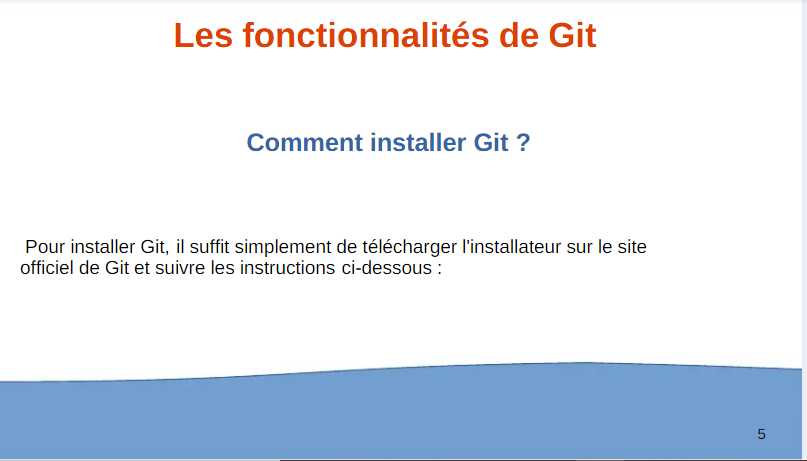 Les fonctionnalités de Git
Comment installer Git ?
Pour installer Git, il suffit simplement de télécharger l'installateur sur le site
officiel de Git et suivre les instructions ci-dessous :
5